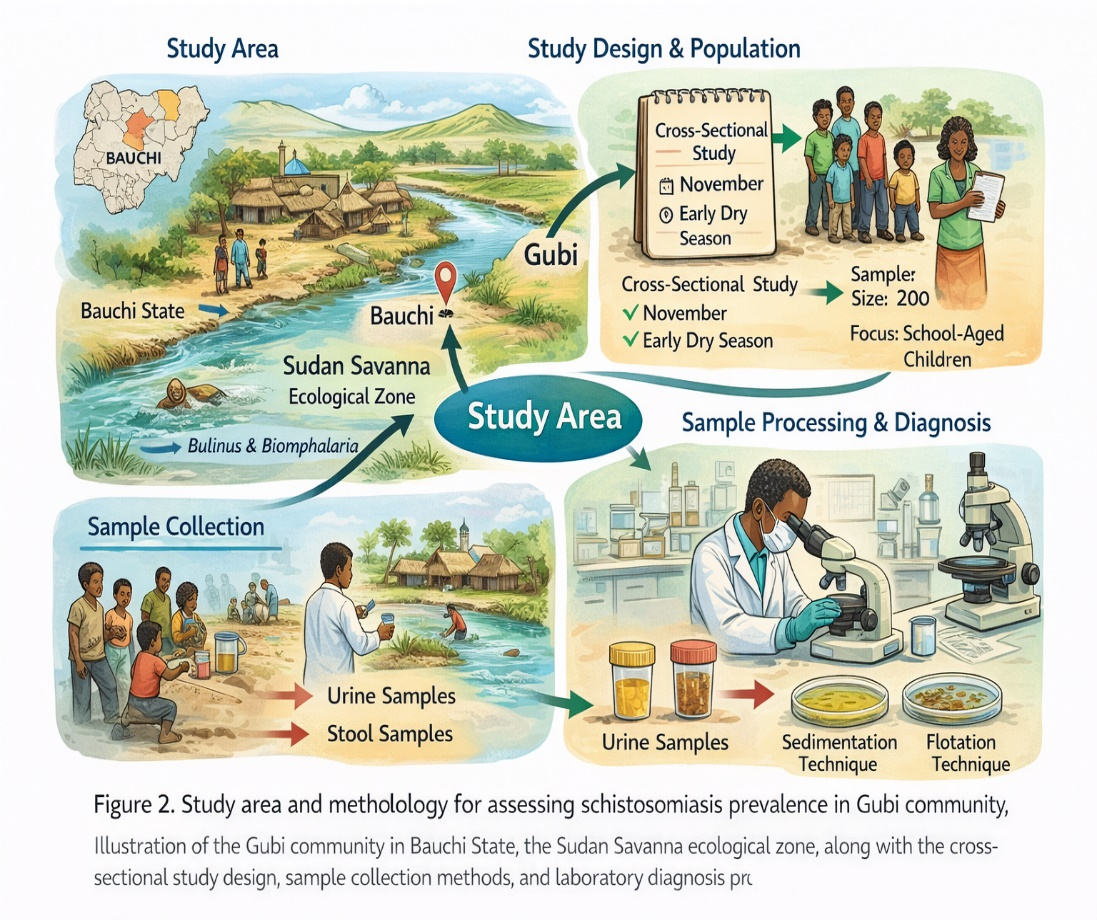 Study Area
Study Design & Population
BAUCHI
Cross-Sectional
Study
November
Early Dry
Season
Gubi
Bauchi State
Bauchi
Cross-Sectional Study
✓ November
✓ Early Dry Season
Sample:
Size: 200
Focus: School-Aged
Children
Sudan Savanna
Ecological Zone
Bulinus & Biomphalaria
Study Area
Sample Processing & Diagnosis
Sample Collection
Urine Samples
Stool Samples
Urine Samples
Sedimentation
Technique
Flotation
Technique
Figure 2. Study area and metholology for assessing schistosomiasis prevalence in Gubi community,
Illustration of the Gubi community in Bauchi State, the Sudan Savanna ecological zone, along with the cross-
sectional study design, sample collection methods, and laboratory diagnosis